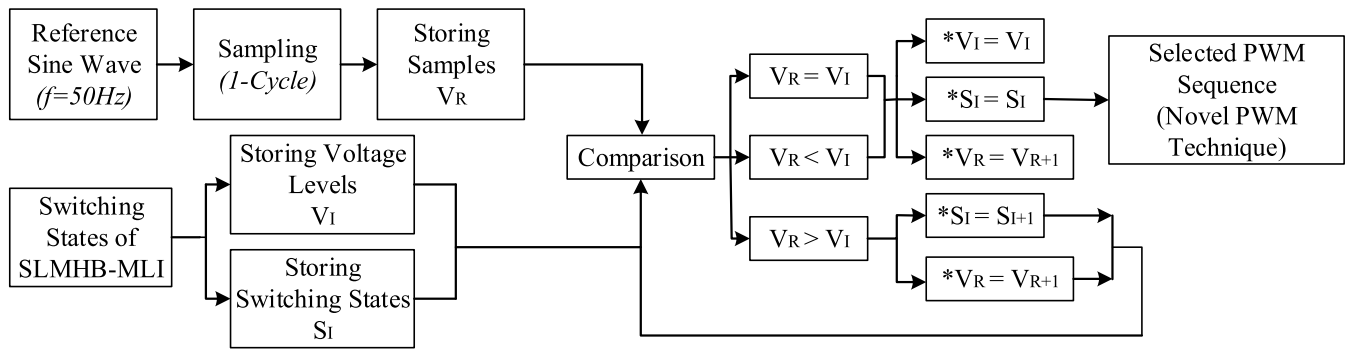 Reference
Sine Wave
(f=50Hz)
Sampling
(1-Cycle)
Storing
Samples
VR
Switching
States of
SLMHB-MLI
Storing Voltage
Levels
VI
Storing
Switching States
SI
Comparison
VR = VI
VR < VI
VR > VI
*VI = VI
*SI = SI
*VR = VR+1
*SI = SI+1
*VR = VR+1
Selected PWM
Sequence
(Novel PWM
Technique)